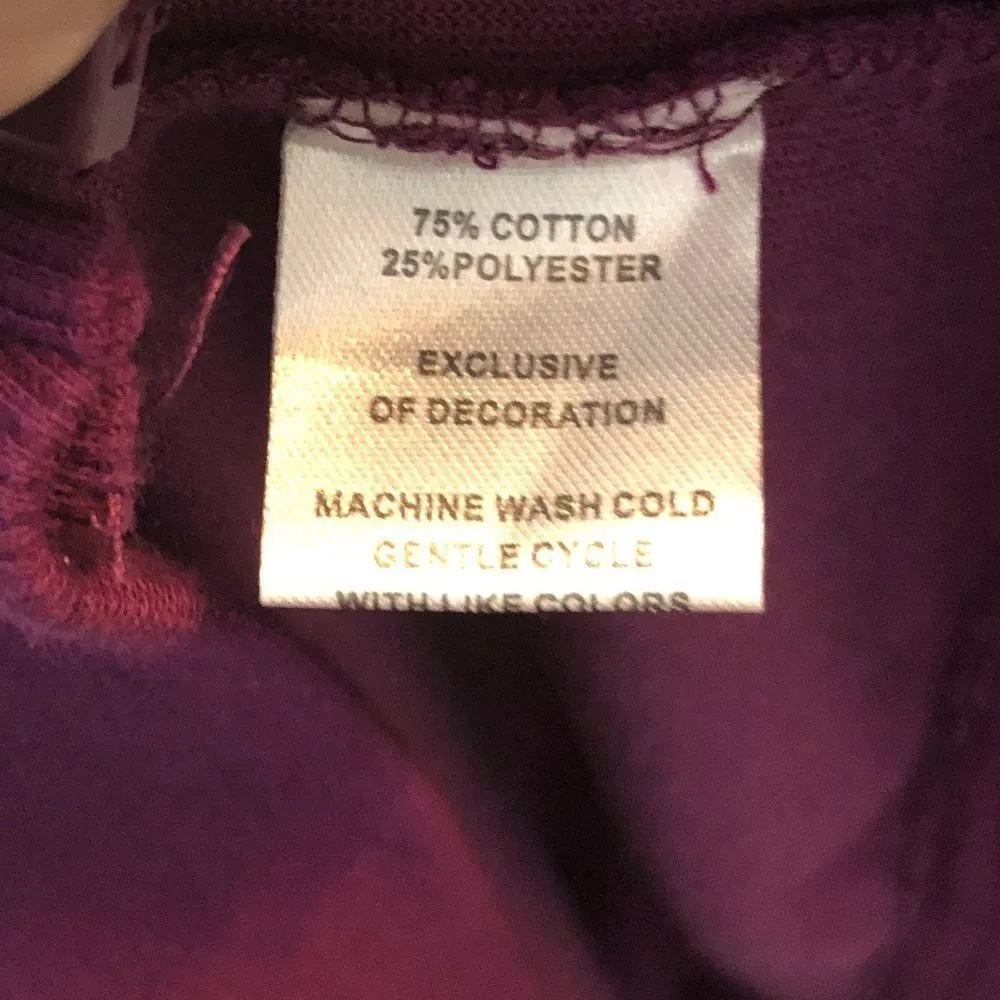 75% COTTON
25%POLYESTER
EXCLUSIVE
OF DECORATION
MACHINE WASH COLD
GENTLE CYCLE
WITH LIKE COLORS